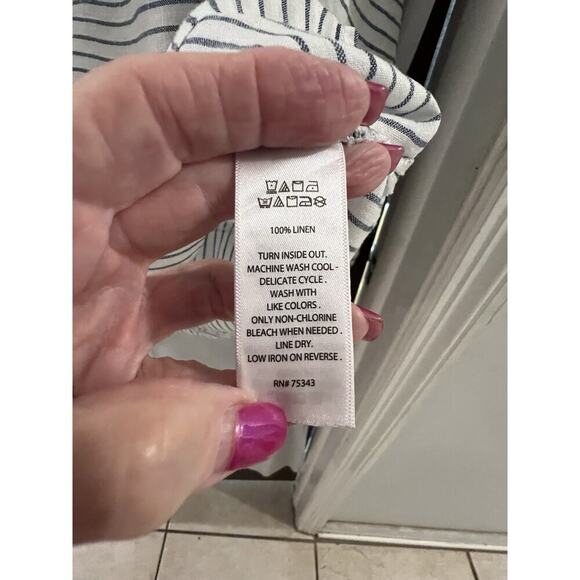 100% LINEN
TURN INSIDE OUT.
MACHINE WASH COOL -
DELICATE CYCLE .
WASH WITH
LIKE COLORS .
ONLY NON-CHLORINE
BLEACH WHEN NEEDED .
LINE DRY.
LOW IRON ON REVERSE .
RN# 75343